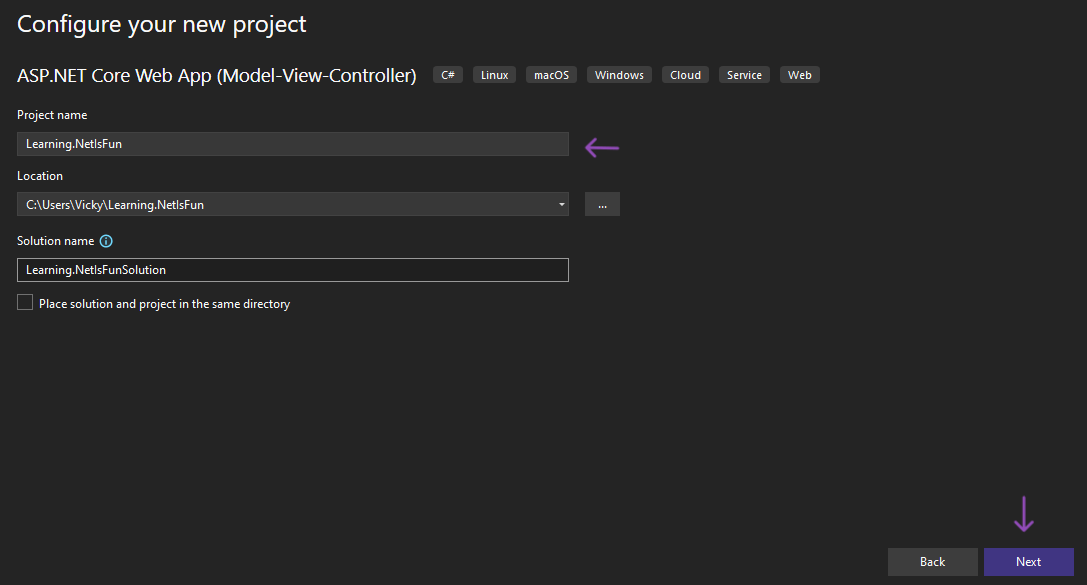 Configure your new project
ASP.NET Core Web App (Model-View-Controller) C# Linux macOS Windows Cloud Service Web
Project name
Learning.NetIsFun
Location
C:\Users\Vicky\Learning.NetIsFun ...
Solution name
Learning.NetIsFunSolution
Place solution and project in the same directory
Back Next